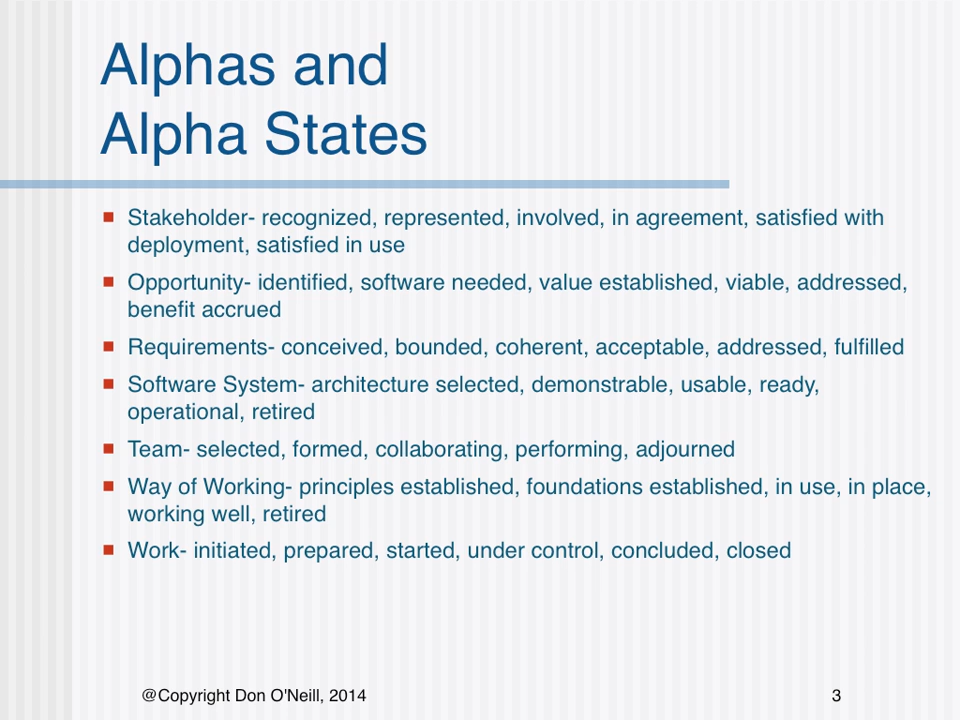 Alphas and
Alpha States
Stakeholder- recognized, represented, involved, in agreement, satisfied with
deployment, satisfied in use
Opportunity- identified, software needed, value established, viable, addressed,
benefit accrued
Requirements- conceived, bounded, coherent, acceptable, addressed, fulfilled
Software System- architecture selected, demonstrable, usable, ready,
operational, retired
Team- selected, formed, collaborating, performing, adjourned
Way of Working- principles established, foundations established, in use, in place,
working well, retired
Work- initiated, prepared, started, under control, concluded, closed
@Copyright Don O'Neill, 2014
3